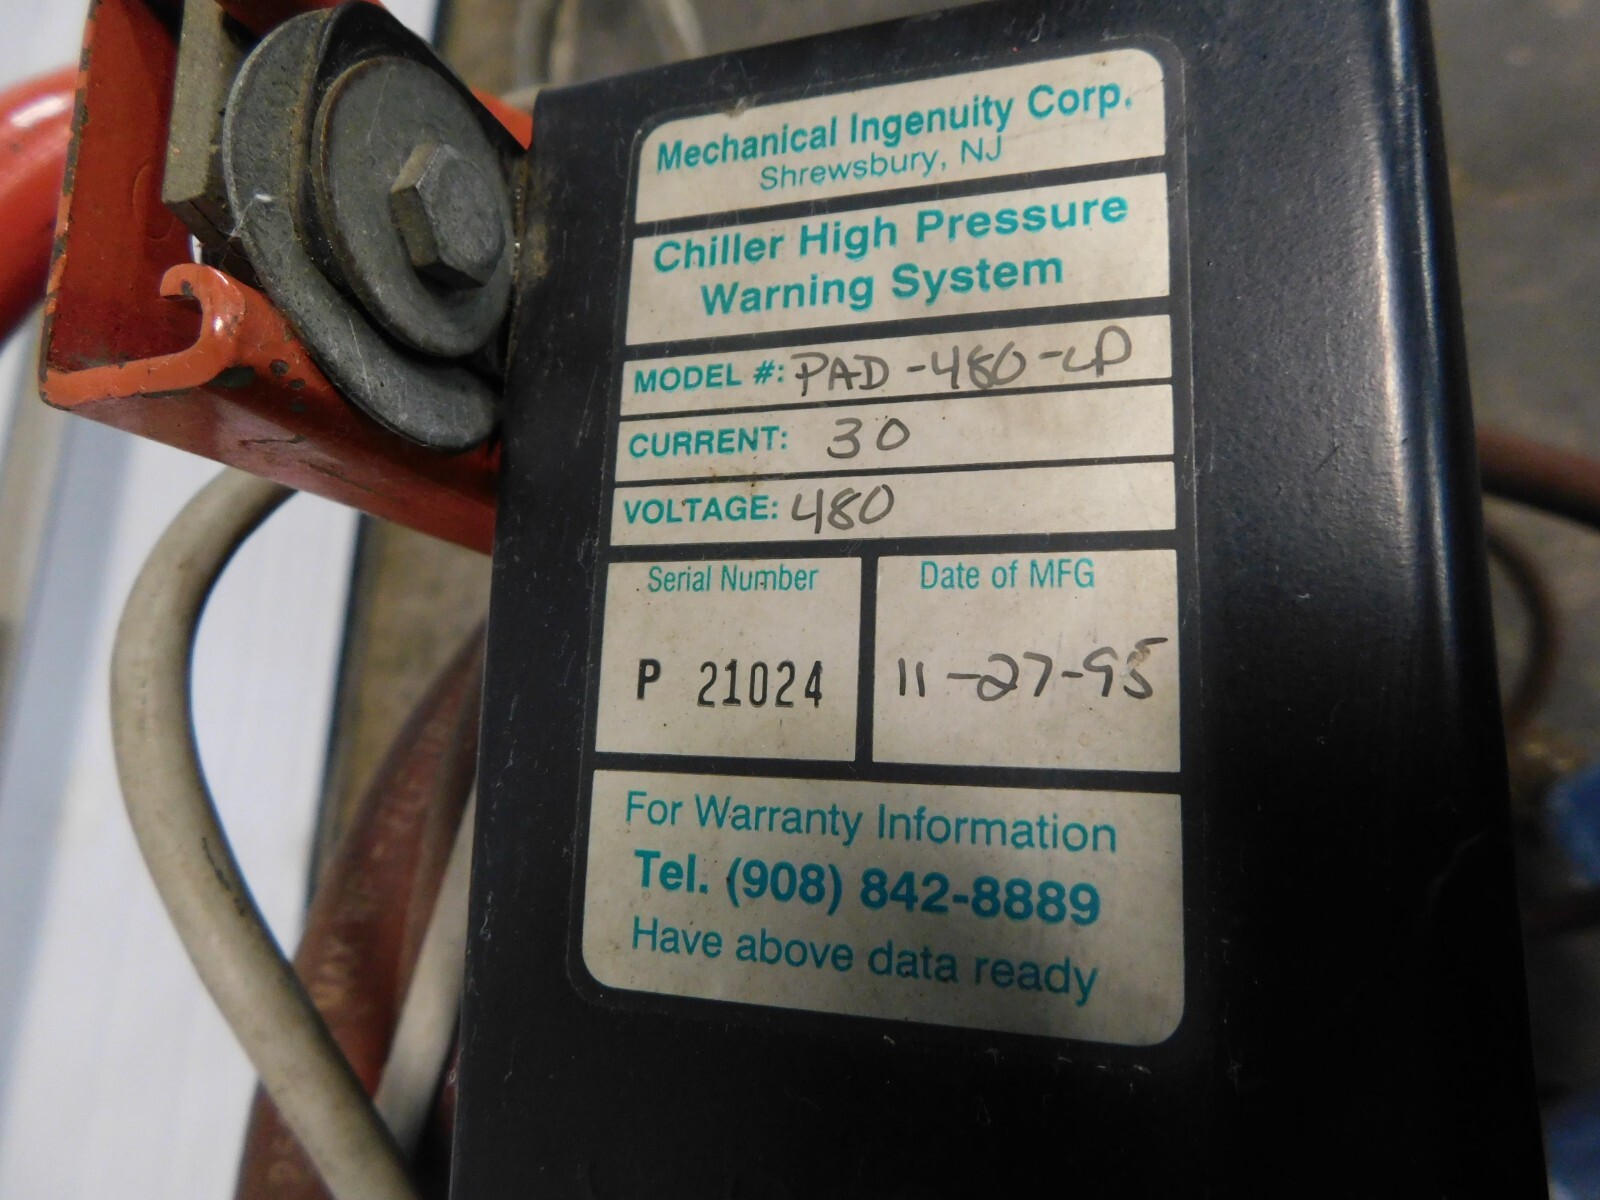 Mechanical Ingenuity Corp.
Shrewsbury, NJ
Chiller High Pressure
Warning System
MODEL #: PAD-480-LP
CURRENT: 30
VOLTAGE: 480
Serial Number
P 21024
Date of MFG
11-27-95
For Warranty Information
Tel. (908) 842-8889
Have above data ready